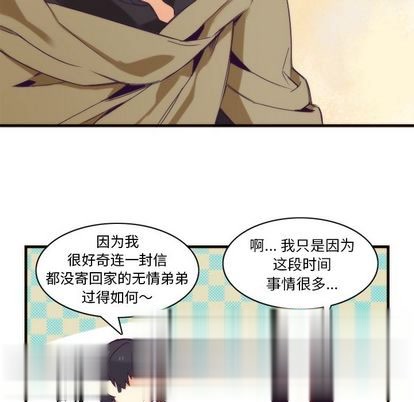 因为我
很好奇连一封信
都没寄回家的无情弟弟
过得如何～
啊... 我只是因为
这段时间
事情很多...